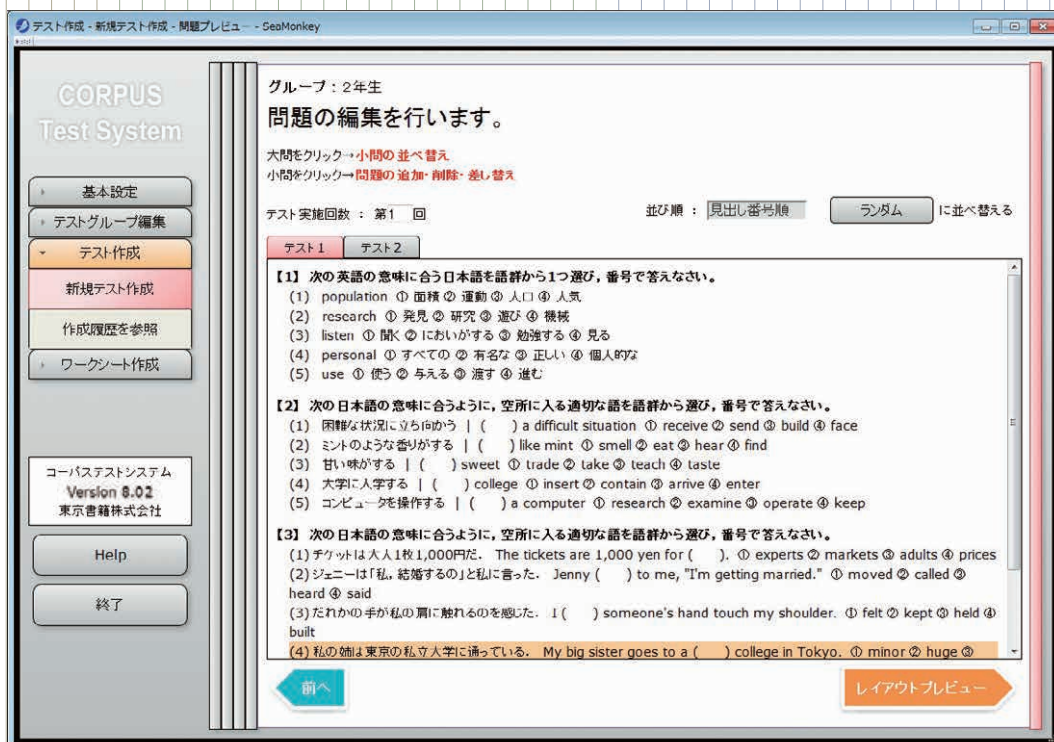 テスト作成 - 新規テスト作成 - 問題プレビュー - SeaMonkey
CORPUS
Test System
基本設定
テストグループ編集
テスト作成
新規テスト作成
作成履歴を参照
ワークシート作成
コーパステストシステム
Version 8.02
東京書籍株式会社
Help
終了
グループ：2年生
問題の編集を行います。
大問をクリック→小問の並べ替え
小問をクリック→問題の追加・削除・差し替え
テスト実施回数 ： 第1 回
並び順 ： 見出し番号順 ランダム に並べ替える
テスト1 テスト2
【1】 次の英語の意味に合う日本語を語群から1つ選び，番号で答えなさい。
(1) population ① 面積 ② 運動 ③ 人口 ④ 人気
(2) research ① 発見 ② 研究 ③ 遊び ④ 機械
(3) listen ① 聞く ② においがする ③ 勉強する ④ 見る
(4) personal ① すべての ② 有名な ③ 正しい ④ 個人的な
(5) use ① 使う ② 与える ③ 渡す ④ 進む
【2】 次の日本語の意味に合うように，空所に入る適切な語を語群から選び，番号で答えなさい。
(1) 困難な状況に立ち向かう | ( ) a difficult situation ① receive ② send ③ build ④ face
(2) ミントのような香りがする | ( ) like mint ① smell ② eat ③ hear ④ find
(3) 甘い味がする | ( ) sweet ① trade ② take ③ teach ④ taste
(4) 大学に入学する | ( ) college ① insert ② contain ③ arrive ④ enter
(5) コンピュータを操作する | ( ) a computer ① research ② examine ③ operate ④ keep
【3】 次の日本語の意味に合うように，空所に入る適切な語を語群から選び，番号で答えなさい。
(1) チケットは大人1枚1,000円だ． The tickets are 1,000 yen for ( ). ① experts ② markets ③ adults ④ prices
(2) ジェニーは「私，結婚するの」と私に言った． Jenny ( ) to me, "I'm getting married." ① moved ② called ③
heard ④ said
(3) だれかの手が私の肩に触れるのを感じた． I ( ) someone's hand touch my shoulder. ① felt ② kept ③ held ④
built
(4) 私の姉は東京の私立大学に通っている． My big sister goes to a ( ) college in Tokyo. ① minor ② huge ③
前へ
レイアウトプレビュー